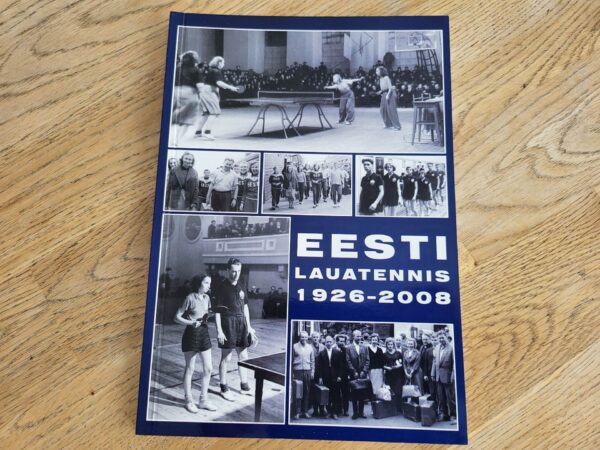 EESTI
LAUATENNIS
1926-2008